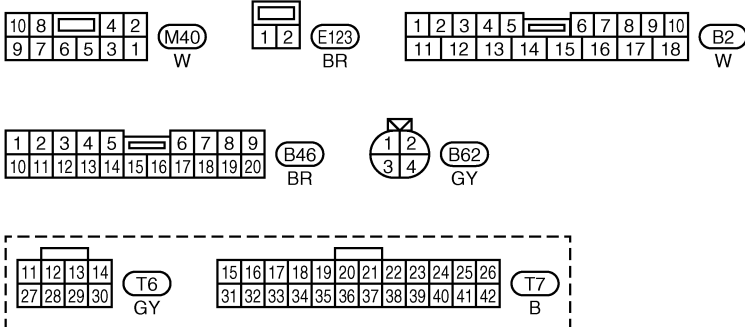 10 8 4 2
9 7 6 5 3 1
M40
W
1 2
E123
BR
1 2 3 4 5 6 7 8 9 10
11 12 13 14 15 16 17 18
B2
W
1 2 3 4 5 6 7 8 9
10 11 12 13 14 15 16 17 18 19 20
B46
BR
1 2
3 4
B62
GY
11 12 13 14
27 28 29 30
T6
GY
15 16 17 18 19 20 21 22 23 24 25 26
31 32 33 34 35 36 37 38 39 40 41 42
T7
B